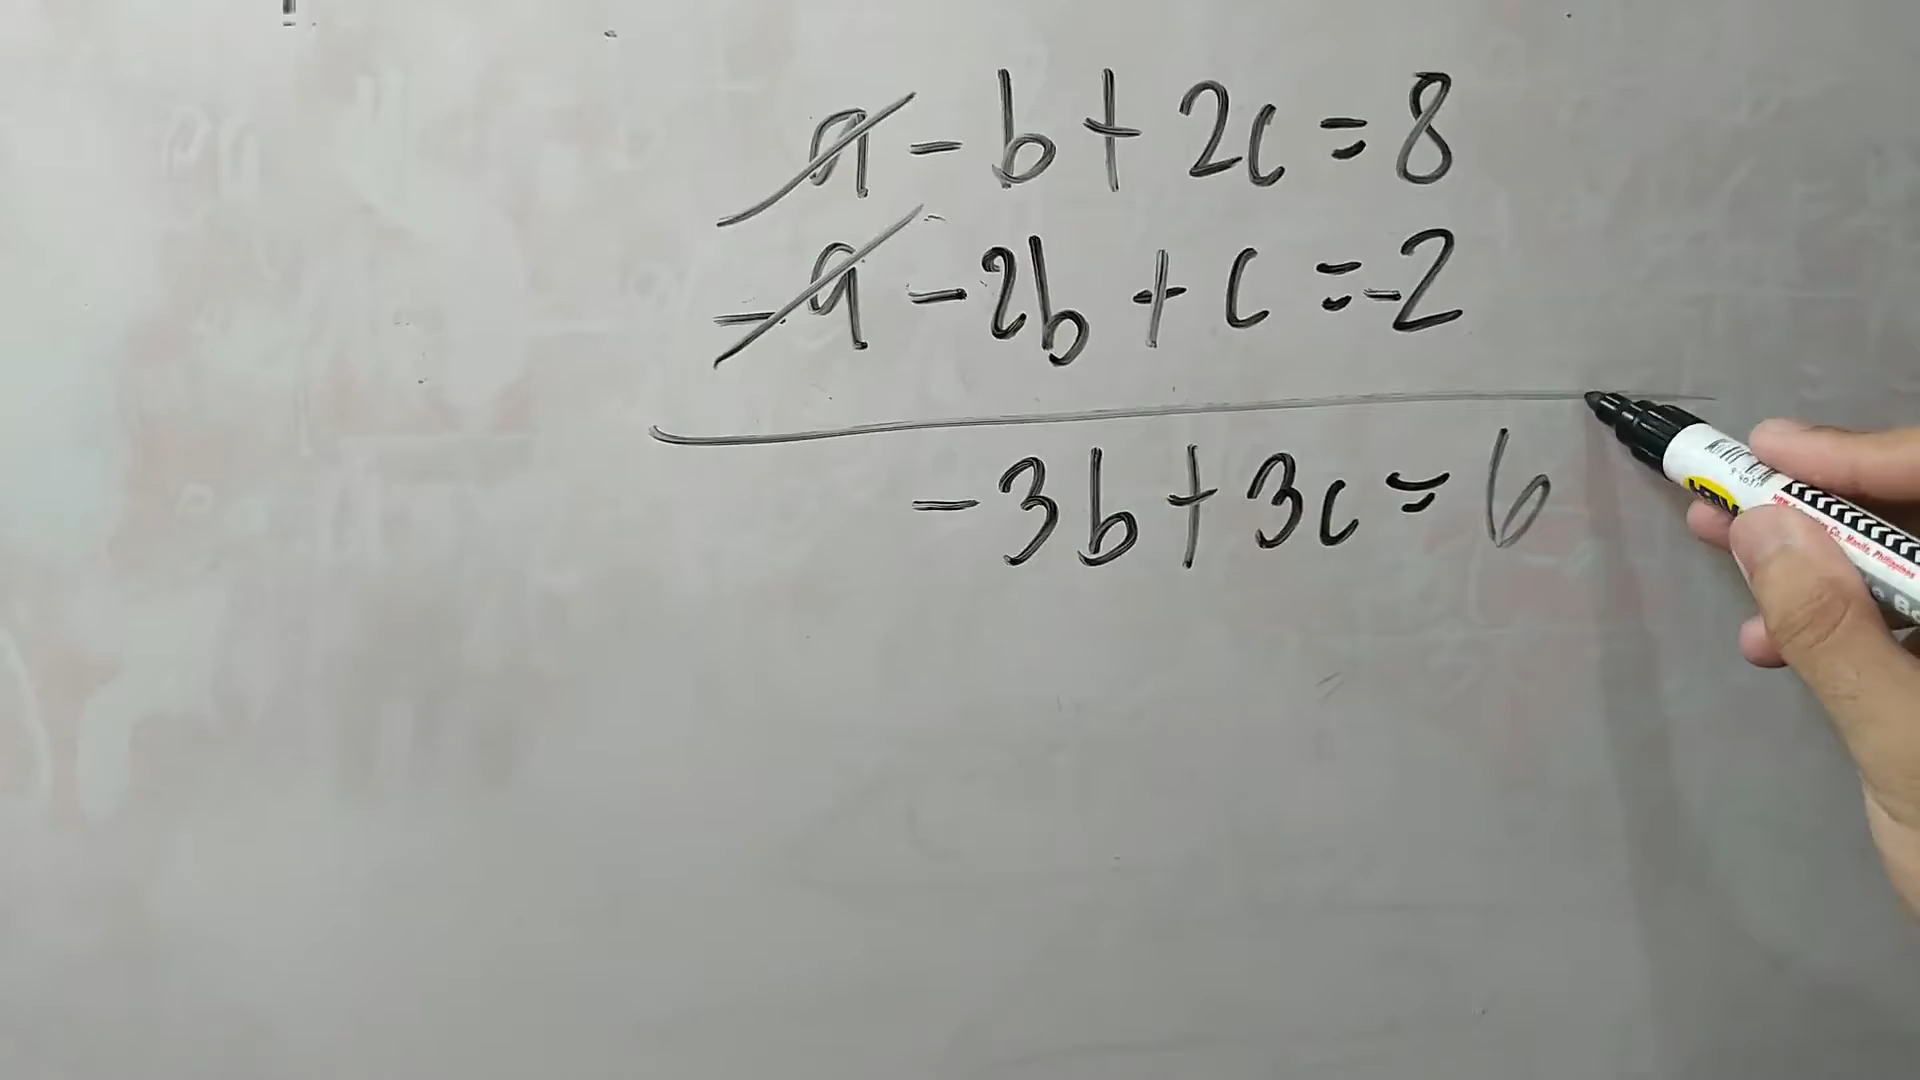 a - b + 2c = 8
-a - 2b + c = -2
-3b + 3c = 6